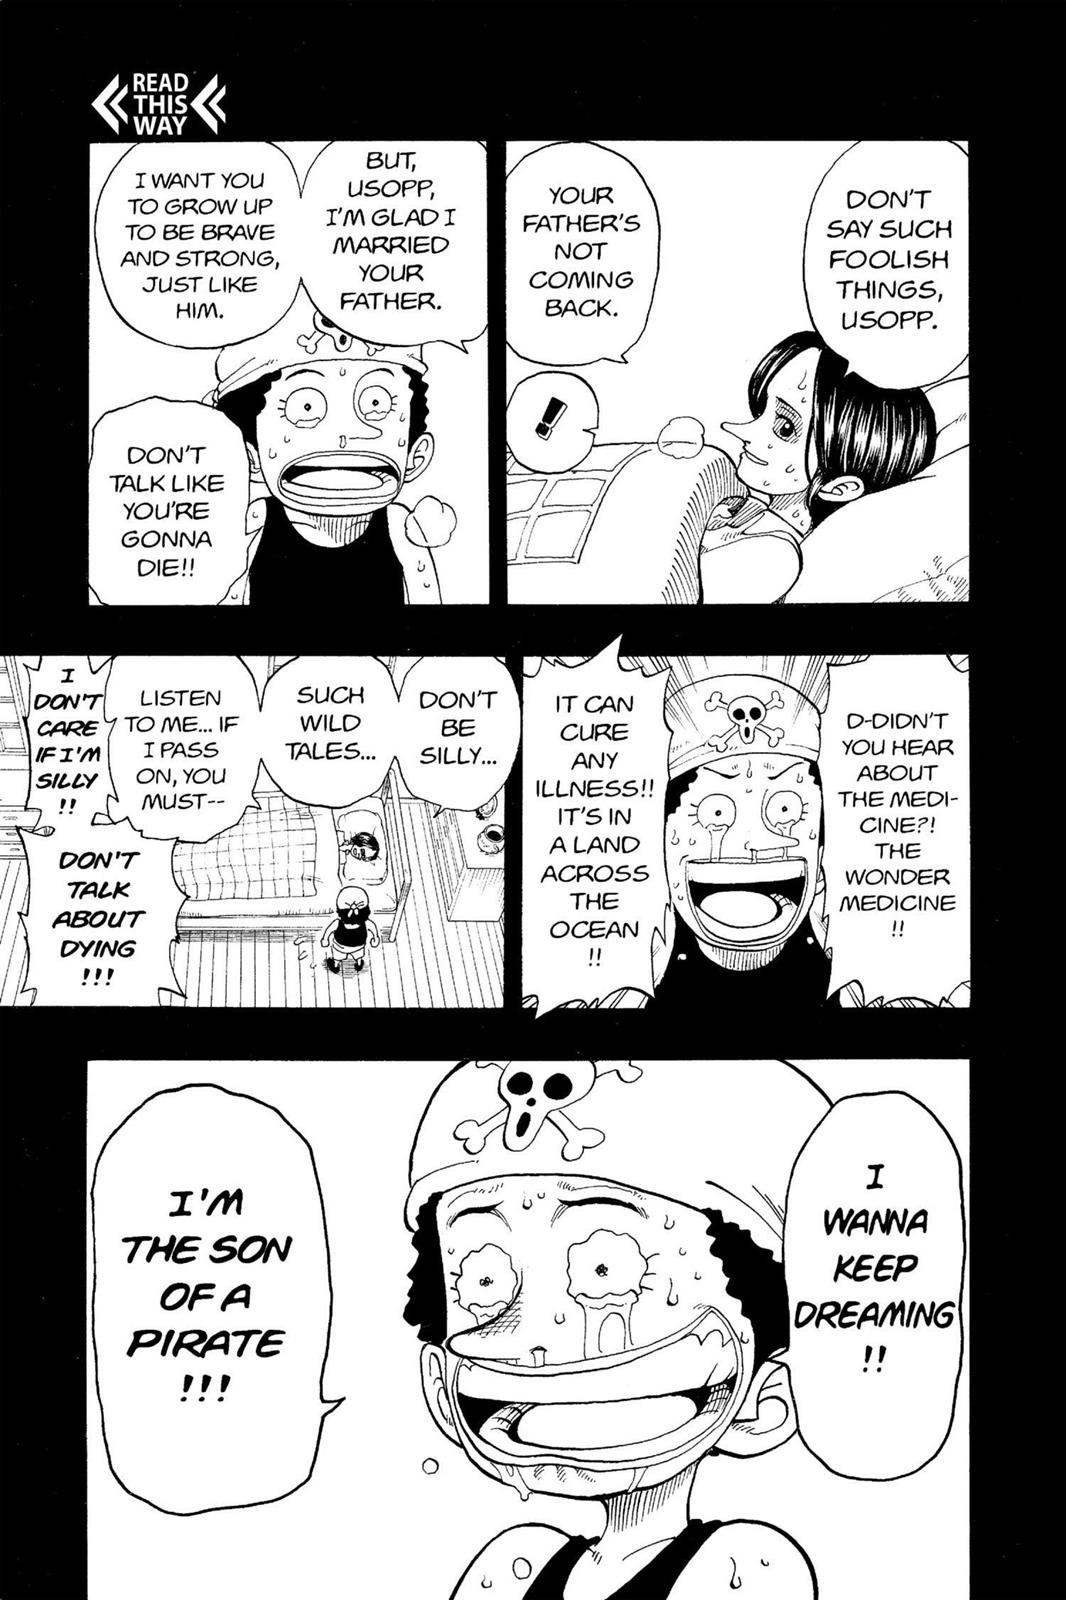 READ
THIS
WAY
DON'T
SAY SUCH
FOOLISH
THINGS,
USOPP.
YOUR
FATHER'S
NOT
COMING
BACK.
!
BUT,
USOPP,
I'M GLAD I
MARRIED
YOUR
FATHER.
I WANT YOU
TO GROW UP
TO BE BRAVE
AND STRONG,
JUST LIKE
HIM.
DON'T
TALK LIKE
YOU'RE
GONNA
DIE!!
D-DIDN'T
YOU HEAR
ABOUT
THE MEDI-
CINE?!
THE
WONDER
MEDICINE
!!
IT CAN
CURE
ANY
ILLNESS!!
IT'S IN
A LAND
ACROSS
THE
OCEAN
!!
DON'T
BE
SILLY...
SUCH
WILD
TALES...
LISTEN
TO ME... IF
I PASS
ON, YOU
MUST--
I
DON'T
CARE
IF I'M
SILLY
!!
DON'T
TALK
ABOUT
DYING
!!!
I
WANNA
KEEP
DREAMING
!!
I'M
THE SON
OF A
PIRATE
!!!